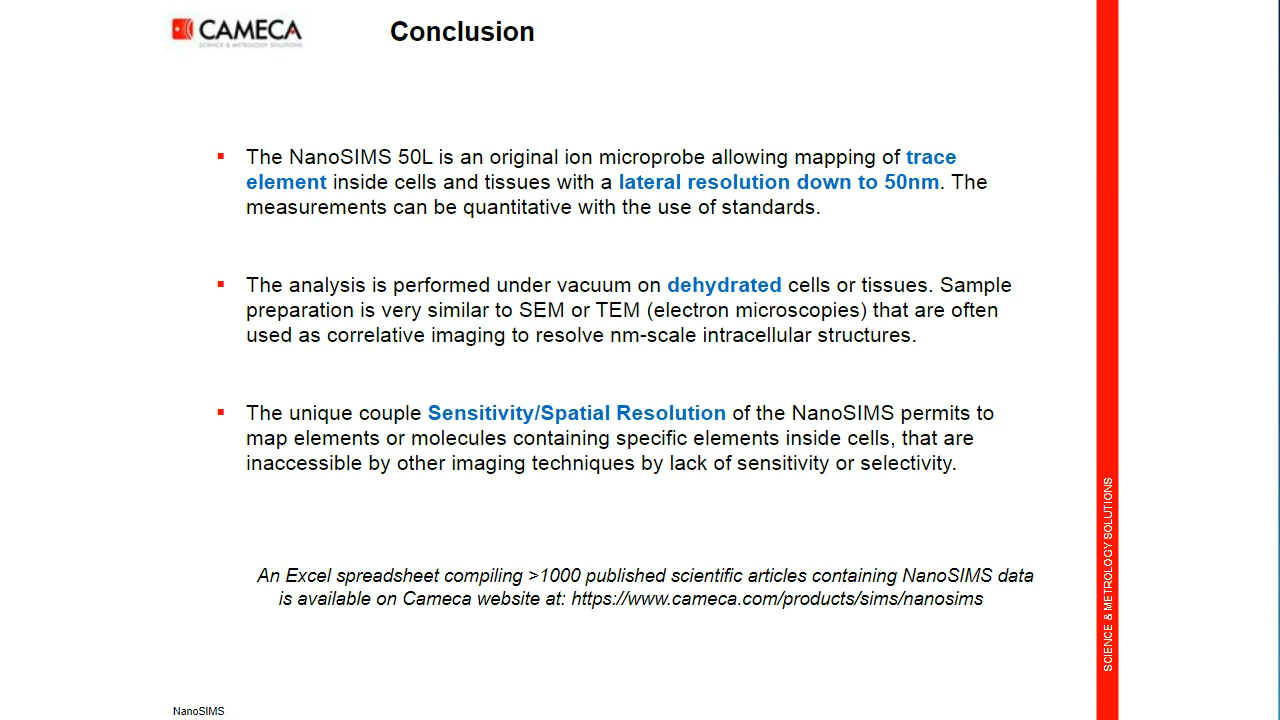 CAMECA
SCIENCE & METROLOGY SOLUTIONS
Conclusion
The NanoSIMS 50L is an original ion microprobe allowing mapping of trace
element inside cells and tissues with a lateral resolution down to 50nm. The
measurements can be quantitative with the use of standards.
The analysis is performed under vacuum on dehydrated cells or tissues. Sample
preparation is very similar to SEM or TEM (electron microscopies) that are often
used as correlative imaging to resolve nm-scale intracellular structures.
The unique couple Sensitivity/Spatial Resolution of the NanoSIMS permits to
map elements or molecules containing specific elements inside cells, that are
inaccessible by other imaging techniques by lack of sensitivity or selectivity.
An Excel spreadsheet compiling >1000 published scientific articles containing NanoSIMS data
is available on Cameca website at: https://www.cameca.com/products/sims/nanosims
SCIENCE & METROLOGY SOLUTIONS
NanoSIMS